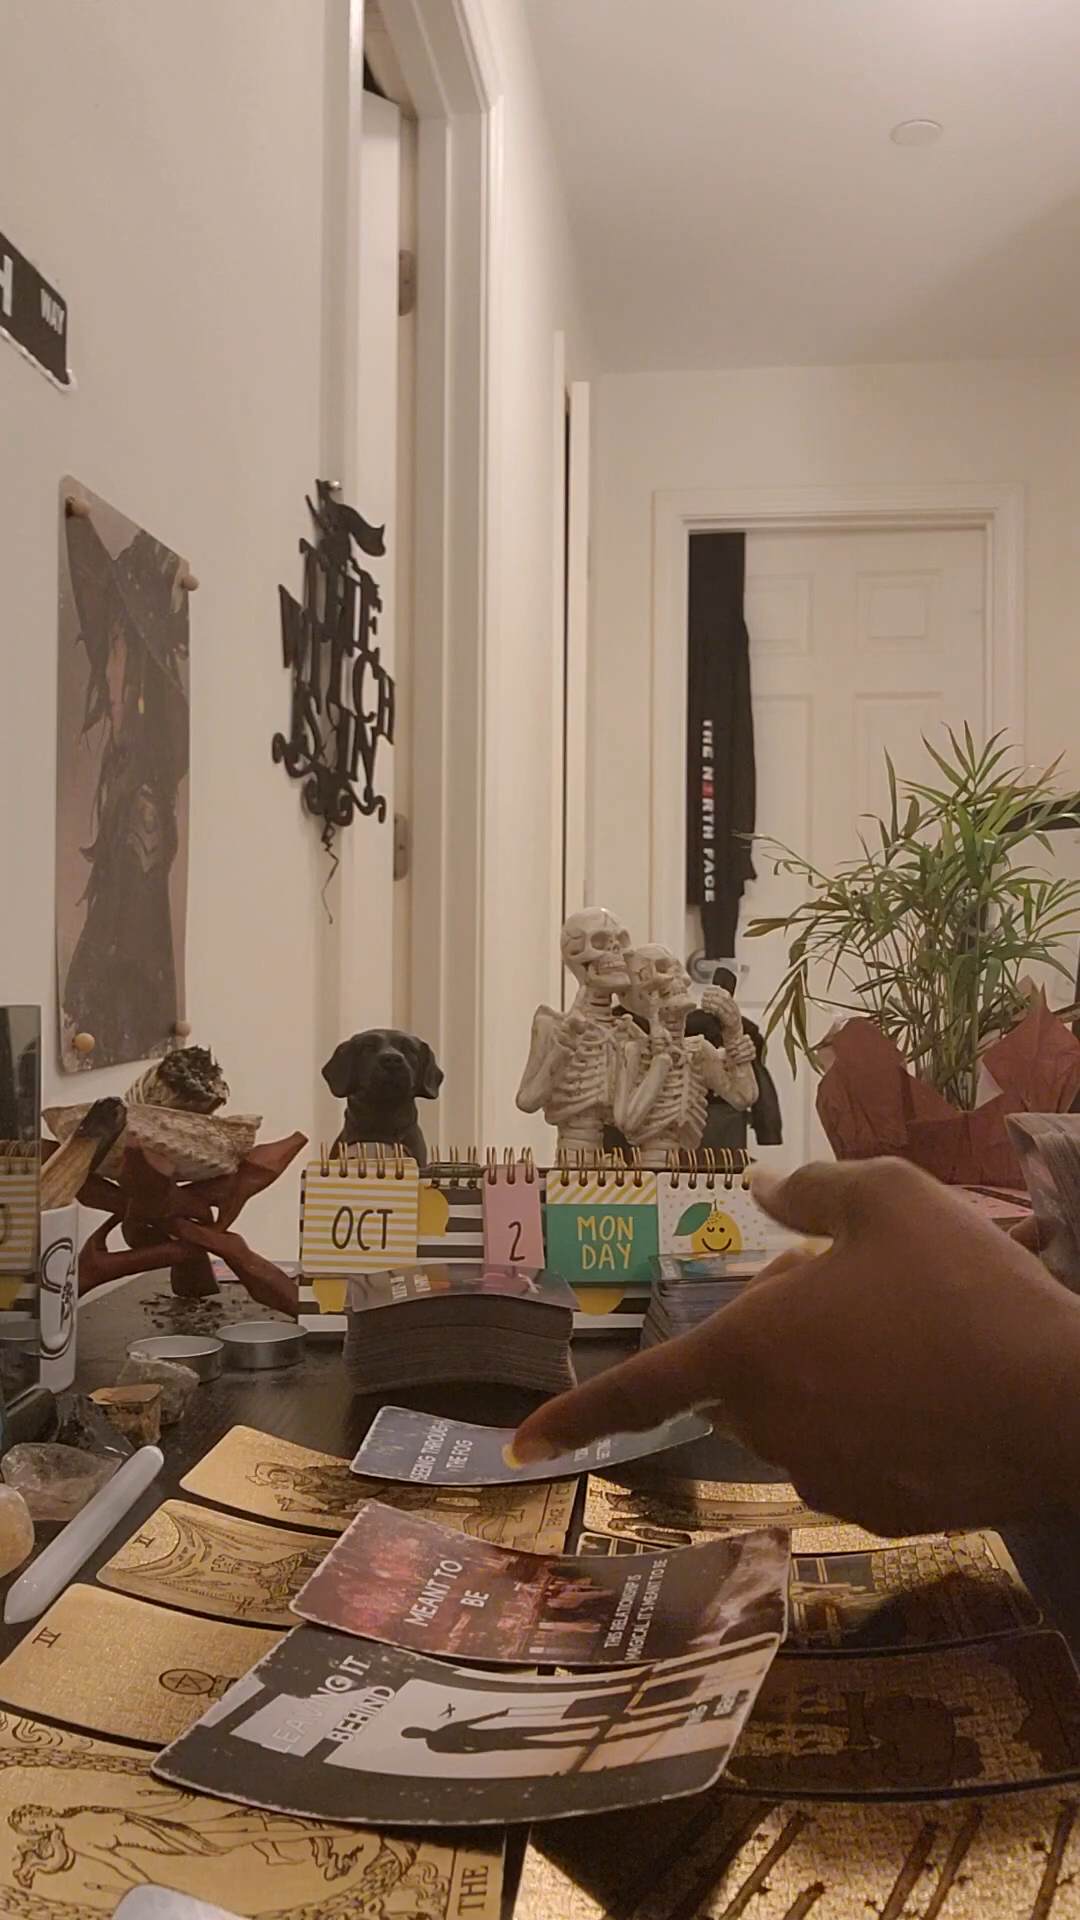 H WAY
THE
WITCH
IS IN
THE NORTH FACE
OCT
2
MON
DAY
SEEING THROUGH
THE FOG
MEANT TO
BE
THIS RELATIONSHIP IS
MAGICAL. IT'S MEANT TO BE
II
LEAVING IT
BEHIND
THE